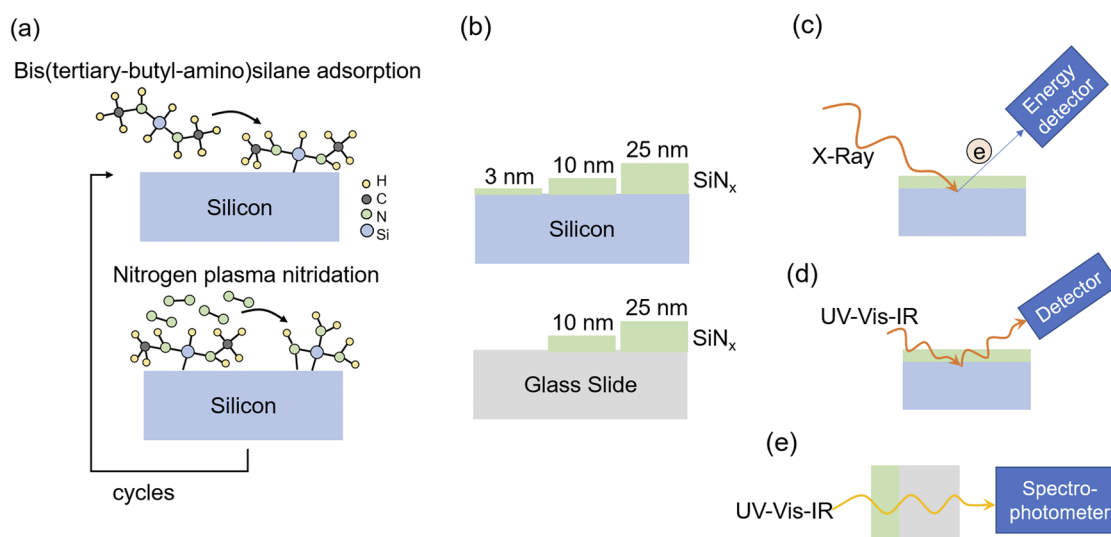 (a)
Bis(tertiary-butyl-amino)silane adsorption
H
C
N
Si
Silicon
Nitrogen plasma nitridation
Silicon
cycles
(b)
3 nm
10 nm
25 nm
SiNx
Silicon
10 nm
25 nm
SiNx
Glass Slide
(c)
X-Ray
e
Energy
detector
(d)
UV-Vis-IR
Detector
(e)
UV-Vis-IR
Spectro-
photometer